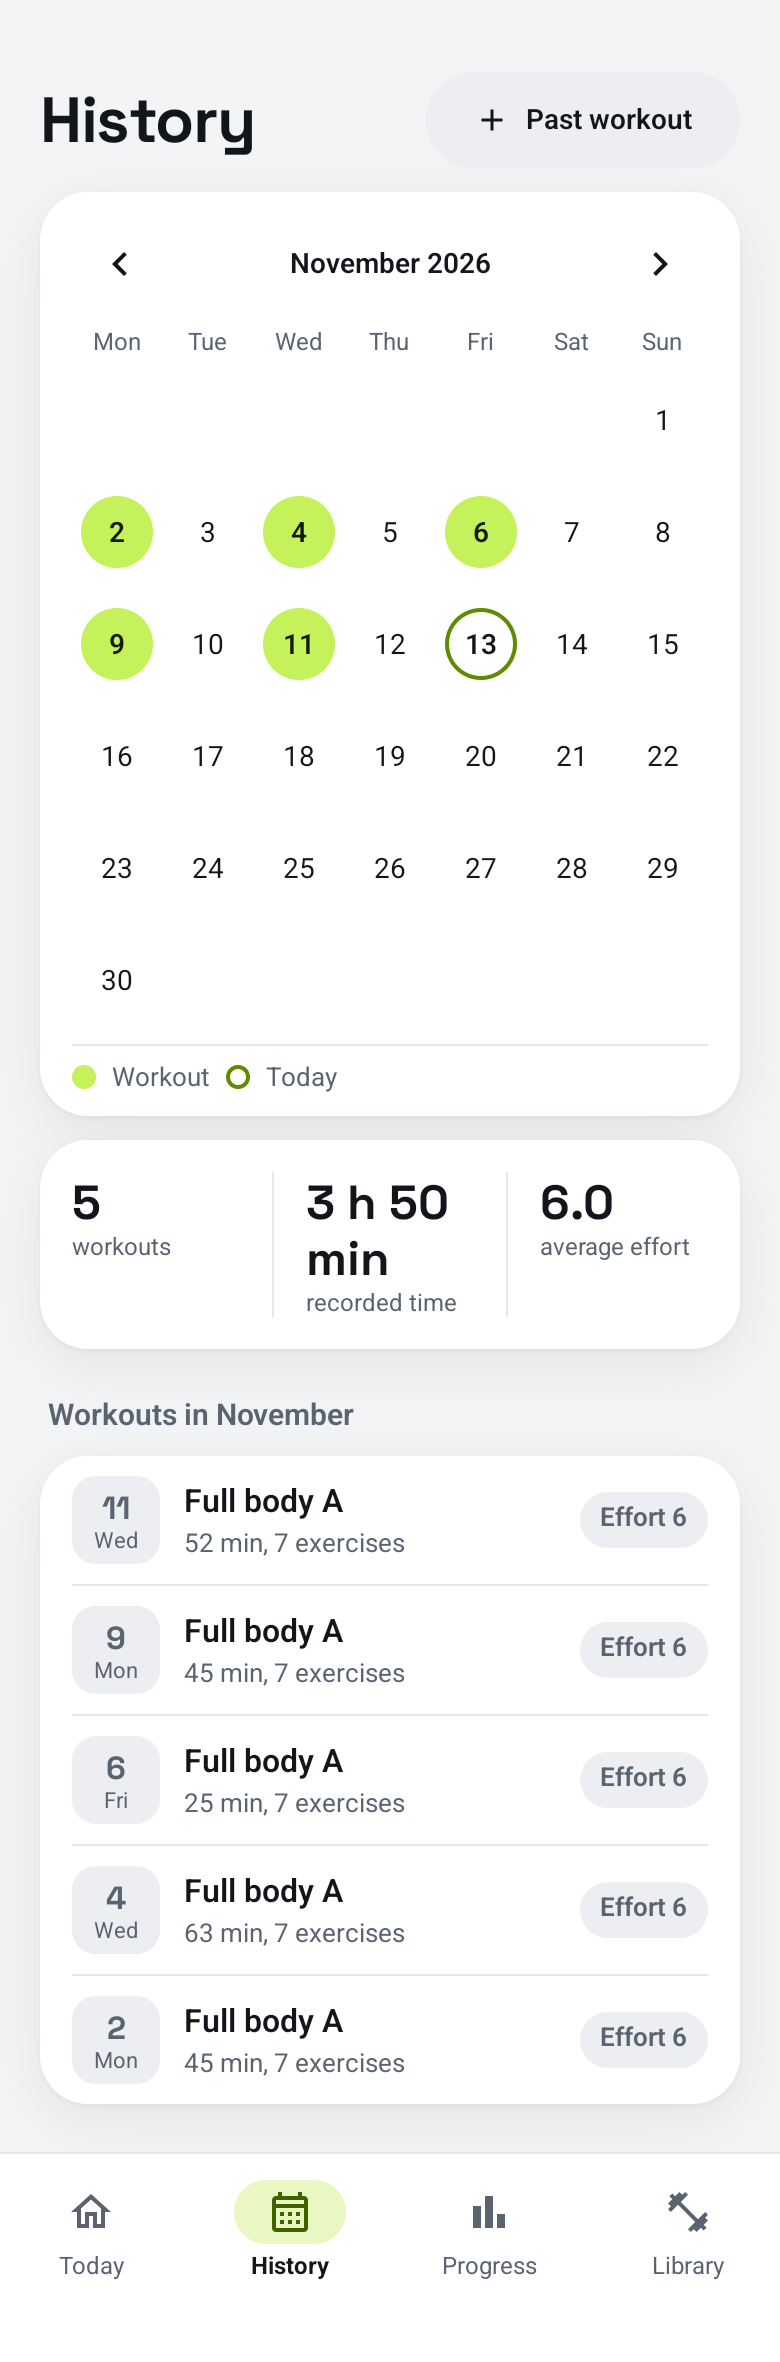 History
+ Past workout
November 2026
Mon Tue Wed Thu Fri Sat Sun
1
2 3 4 5 6 7 8
9 10 11 12 13 14 15
16 17 18 19 20 21 22
23 24 25 26 27 28 29
30
Workout Today
5
workouts
3 h 50
min
recorded time
6.0
average effort
Workouts in November
11
Wed
Full body A
52 min, 7 exercises
Effort 6
9
Mon
Full body A
45 min, 7 exercises
Effort 6
6
Fri
Full body A
25 min, 7 exercises
Effort 6
4
Wed
Full body A
63 min, 7 exercises
Effort 6
2
Mon
Full body A
45 min, 7 exercises
Effort 6
Today History Progress Library